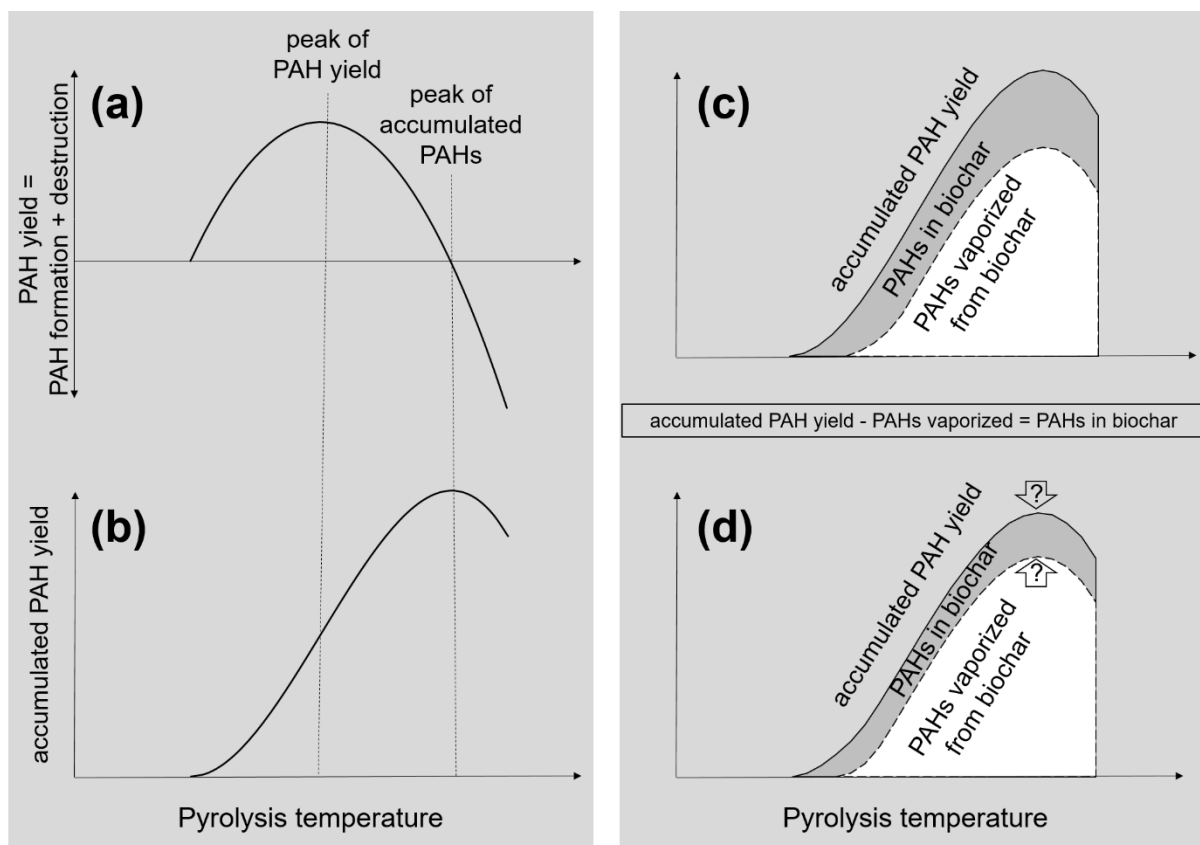 peak of
PAH yield
peak of
accumulated
PAHs
(a)
PAH yield =
PAH formation + destruction
(b)
accumulated PAH yield
Pyrolysis temperature
(c)
accumulated PAH yield
PAHs in biochar
PAHs vaporized
from biochar
accumulated PAH yield - PAHs vaporized = PAHs in biochar
(d)
?
?
accumulated PAH yield
PAHs in biochar
PAHs vaporized
from biochar
Pyrolysis temperature